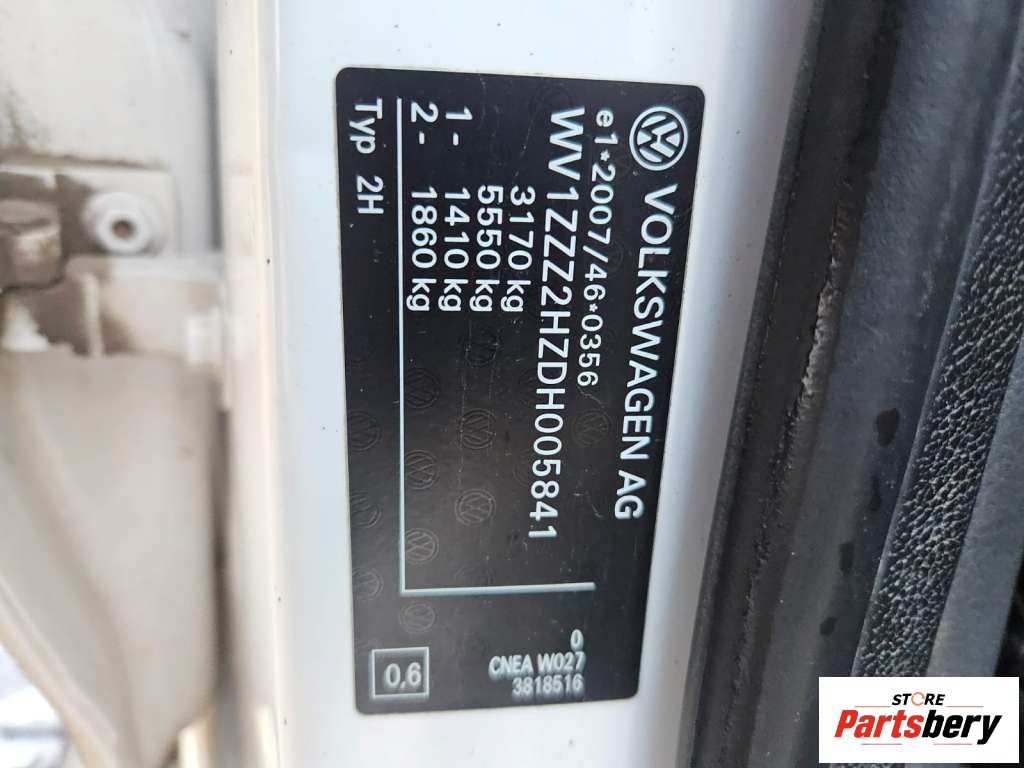 VOLKSWAGEN AG
e1*2007/46*0356
WV1ZZZ2HZDH005841
3170 kg
5550 kg
1- 1410 kg
2- 1860 kg
Typ 2H
0
CNEA W027
3818516
0.6
STORE
Partsbery